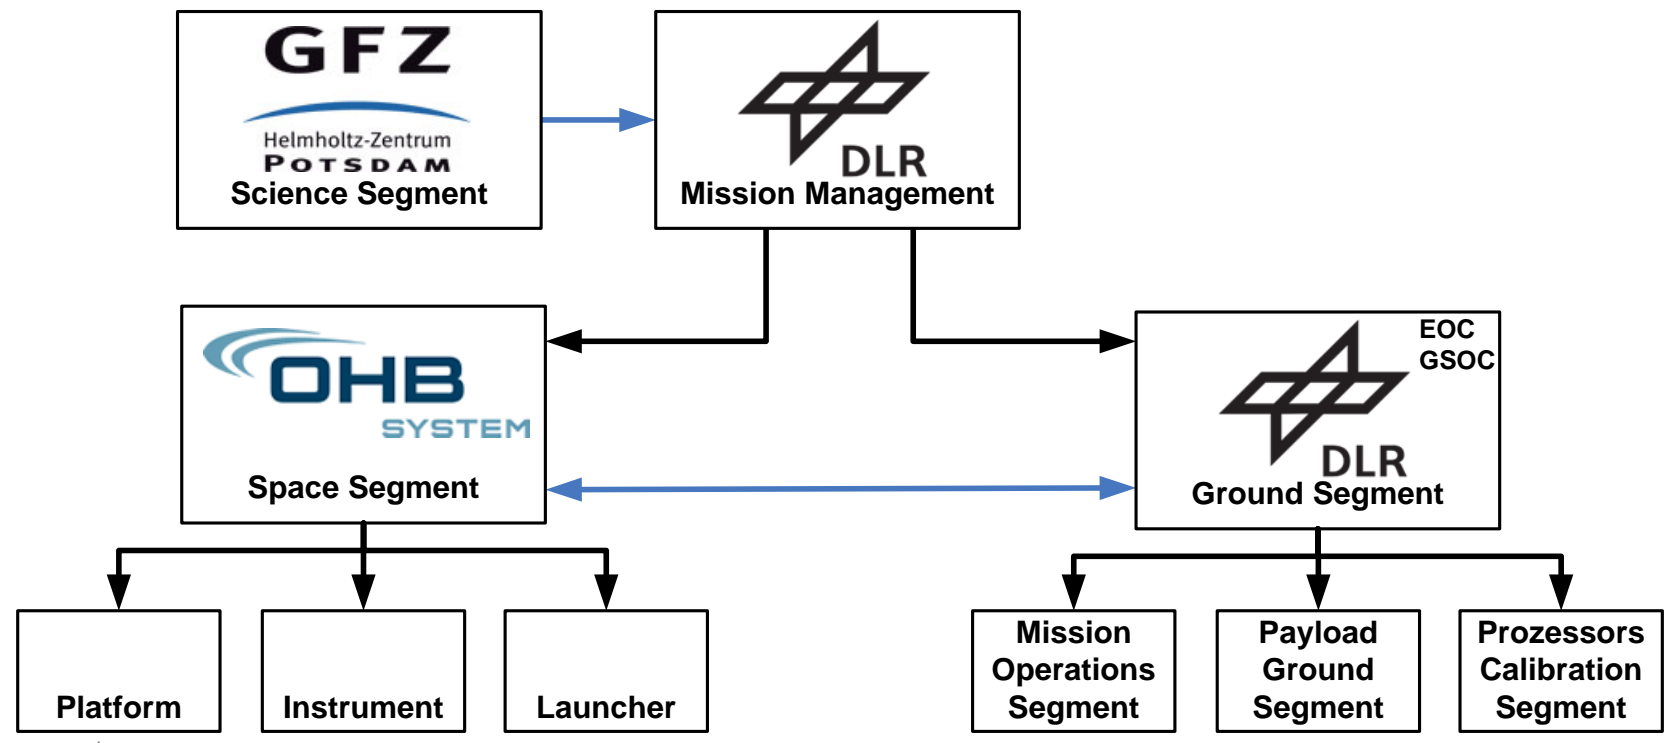 GFZ
Helmholtz-Zentrum
POTSDAM
Science Segment
DLR
Mission Management
OHB
SYSTEM
Space Segment
EOC
GSOC
DLR
Ground Segment
Platform
Instrument
Launcher
Mission
Operations
Segment
Payload
Ground
Segment
Prozessors
Calibration
Segment